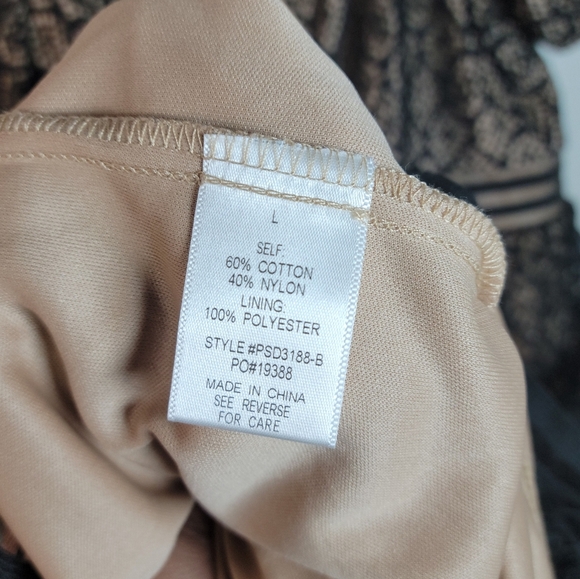 L
SELF:
60% COTTON
40% NYLON
LINING:
100% POLYESTER
STYLE #PSD3188-B
PO#19388
MADE IN CHINA
SEE REVERSE
FOR CARE